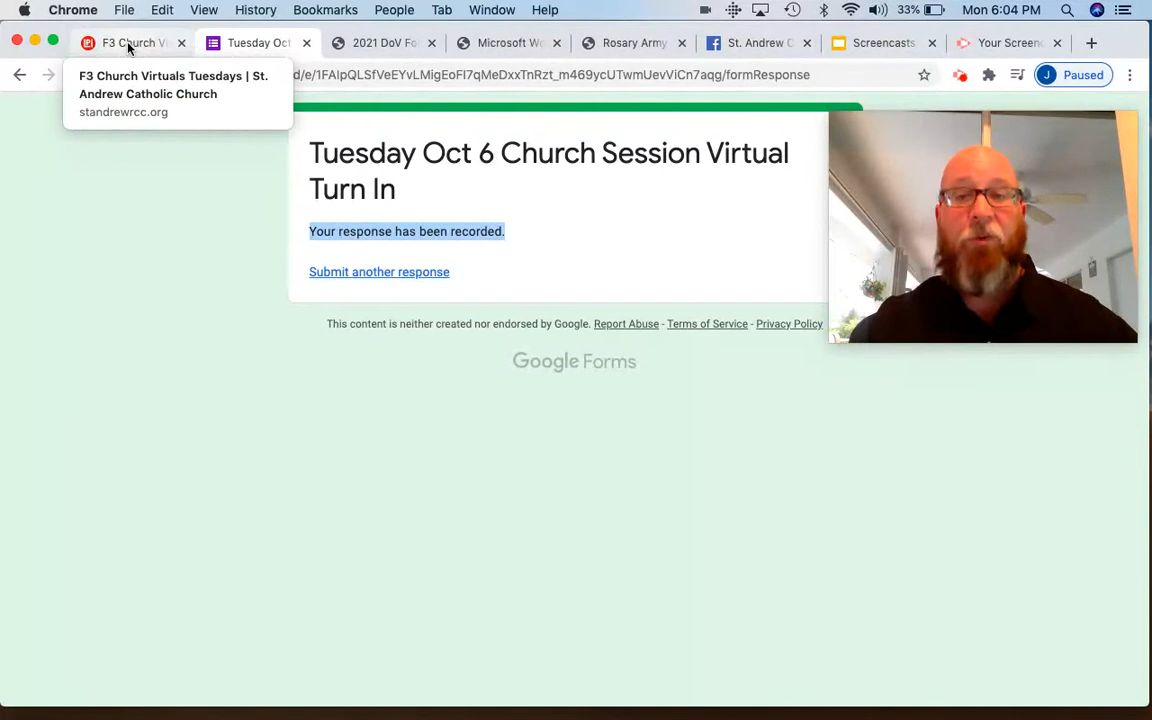 Chrome File Edit View History Bookmarks People Tab Window Help 33% Mon 6:04 PM
F3 Church Vi Tuesday Oct 2021 DoV Fo Microsoft Wo Rosary Army St. Andrew C Screencasts Your Screen
d/e/1FAIpQLSfVeEYvLMigEoFl7qMeDxxTnRzt_m469ycUTwmUevViCn7aqg/formResponse J Paused
F3 Church Virtuals Tuesdays | St.
Andrew Catholic Church
standrewrcc.org
Tuesday Oct 6 Church Session Virtual
Turn In
Your response has been recorded.
Submit another response
This content is neither created nor endorsed by Google. Report Abuse - Terms of Service - Privacy Policy
Google Forms